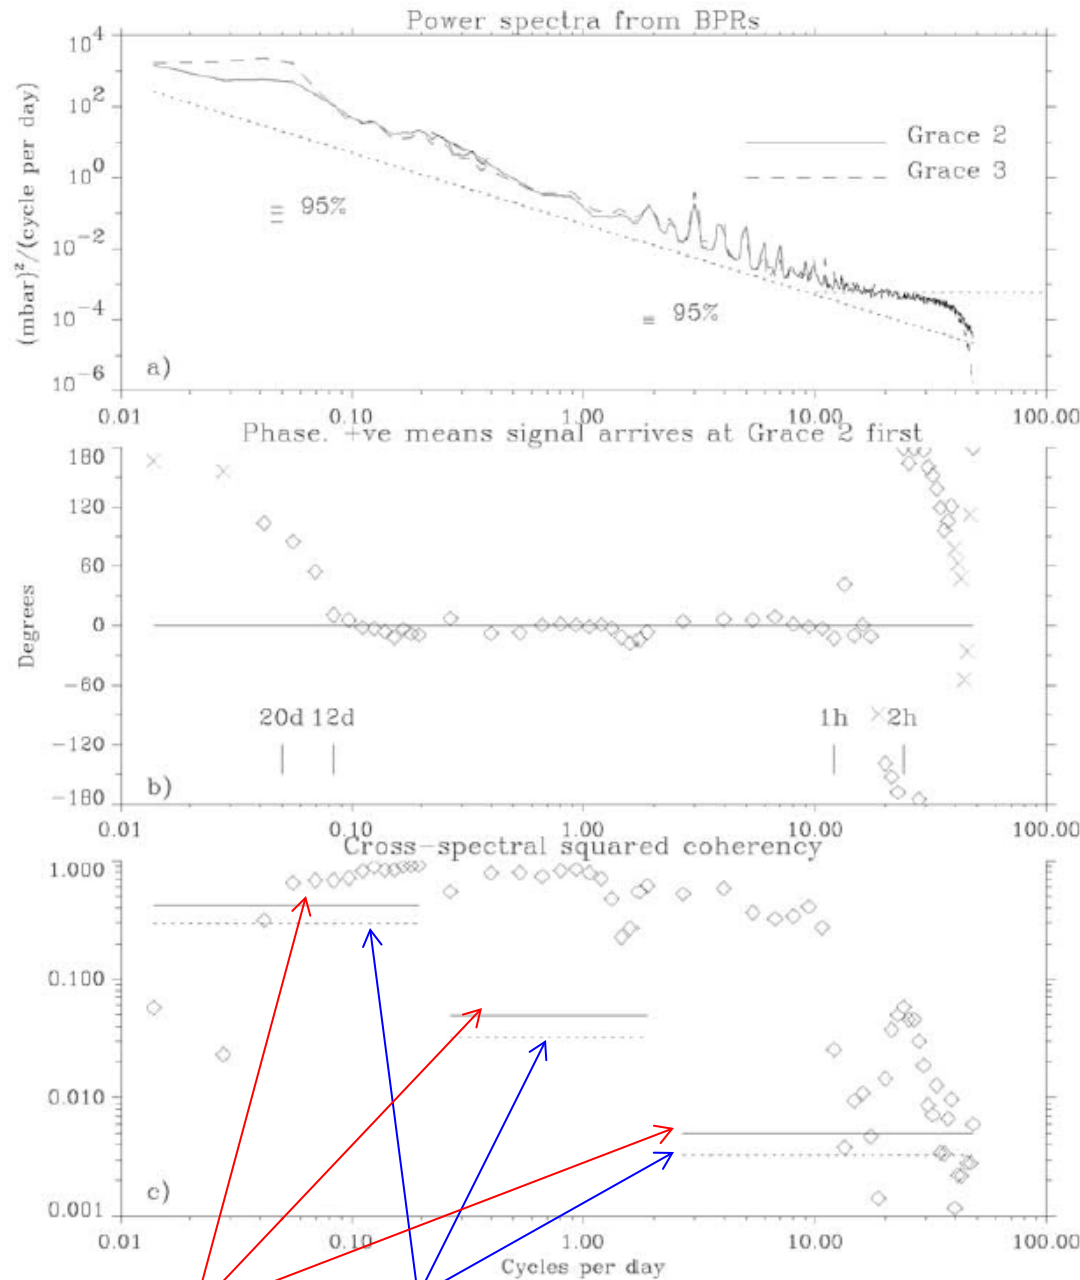 Power spectra from BPRs
10^4
10^2
10^0
10^-2
10^-4
10^-6
(mbar)²/(cycle per day)
Grace 2
Grace 3
95%
95%
a)
0.01 0.10 1.00 10.00 100.00
Phase. +ve means signal arrives at Grace 2 first
180
120
60
0
-60
-120
-180
Degrees
20d 12d 1h 2h
b)
0.01 0.10 1.00 10.00 100.00
Cross-spectral squared coherency
1.000
0.100
0.010
0.001
c)
0.01 0.10 1.00 10.00 100.00
Cycles per day